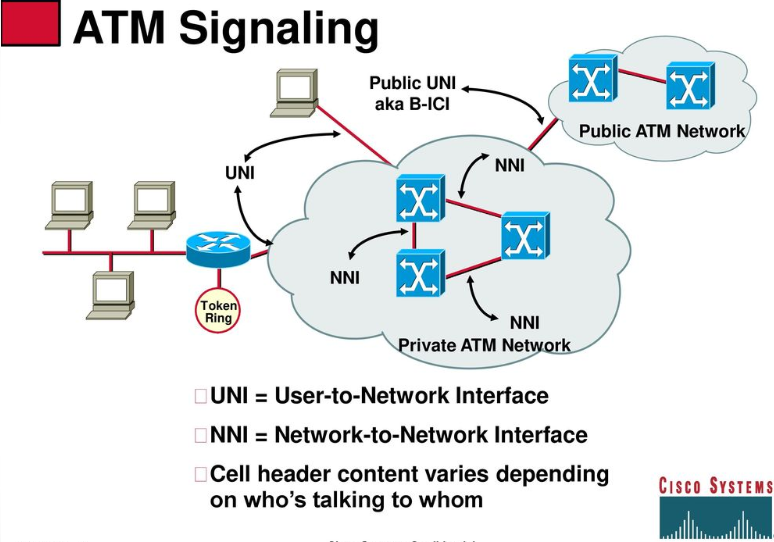 ATM Signaling
Public UNI
aka B-ICI
Public ATM Network
UNI
NNI
NNI
Token
Ring
NNI
Private ATM Network
UNI = User-to-Network Interface
NNI = Network-to-Network Interface
Cell header content varies depending
on who's talking to whom
CISCO SYSTEMS